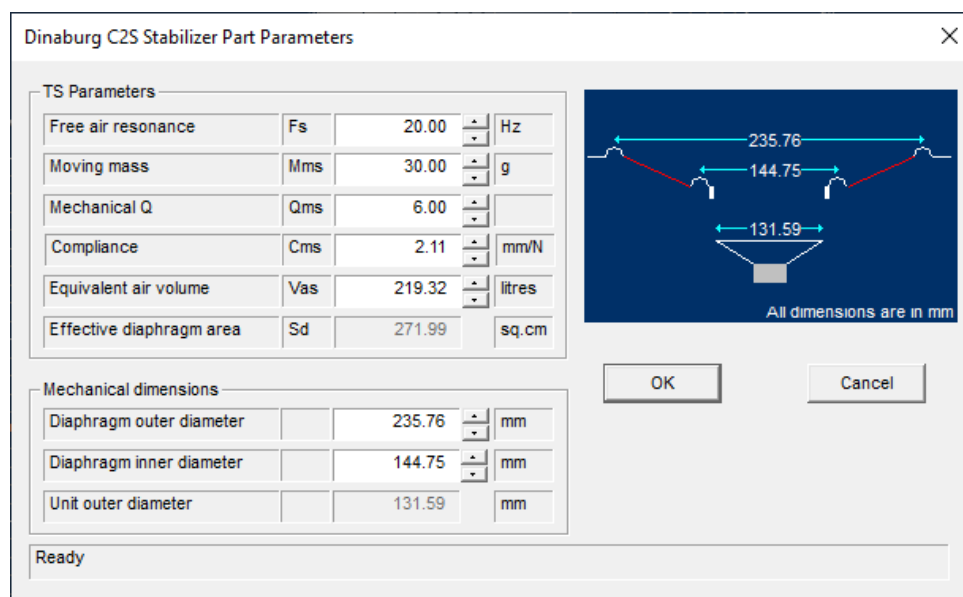 Dinaburg C2S Stabilizer Part Parameters
TS Parameters
Free air resonance Fs 20.00 Hz
Moving mass Mms 30.00 g
Mechanical Q Qms 6.00
Compliance Cms 2.11 mm/N
Equivalent air volume Vas 219.32 litres
Effective diaphragm area Sd 271.99 sq.cm
235.76
144.75
131.59
All dimensions are in mm
OK Cancel
Mechanical dimensions
Diaphragm outer diameter 235.76 mm
Diaphragm inner diameter 144.75 mm
Unit outer diameter 131.59 mm
Ready